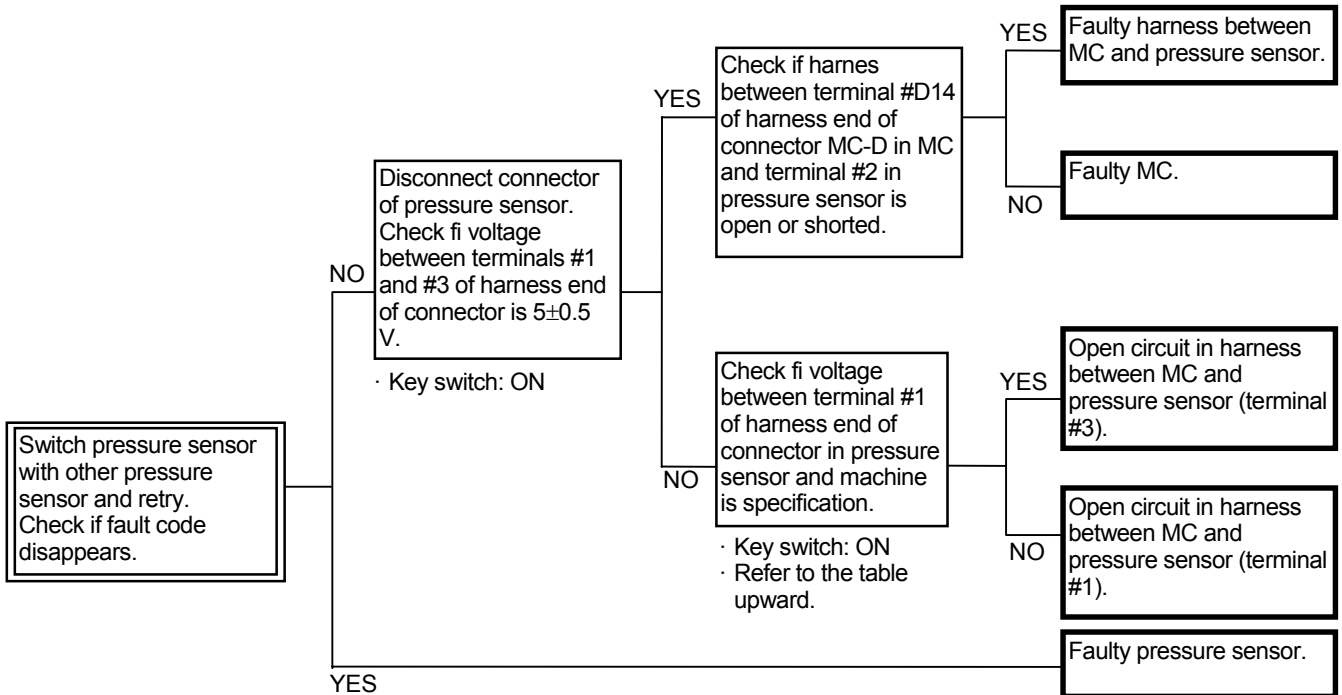 Switch pressure sensor
with other pressure
sensor and retry.
Check if fault code
disappears.
NO
Disconnect connector
of pressure sensor.
Check fi voltage
between terminals #1
and #3 of harness end
of connector is 5±0.5
V.
· Key switch: ON
YES
Check if harnes
between terminal #D14
of harness end of
connector MC-D in MC
and terminal #2 in
pressure sensor is
open or shorted.
YES
Faulty harness between
MC and pressure sensor.
NO
Faulty MC.
NO
Check fi voltage
between terminal #1
of harness end of
connector in pressure
sensor and machine
is specification.
· Key switch: ON
· Refer to the table
upward.
YES
Open circuit in harness
between MC and
pressure sensor (terminal
#3).
NO
Open circuit in harness
between MC and
pressure sensor (terminal
#1).
YES
Faulty pressure sensor.